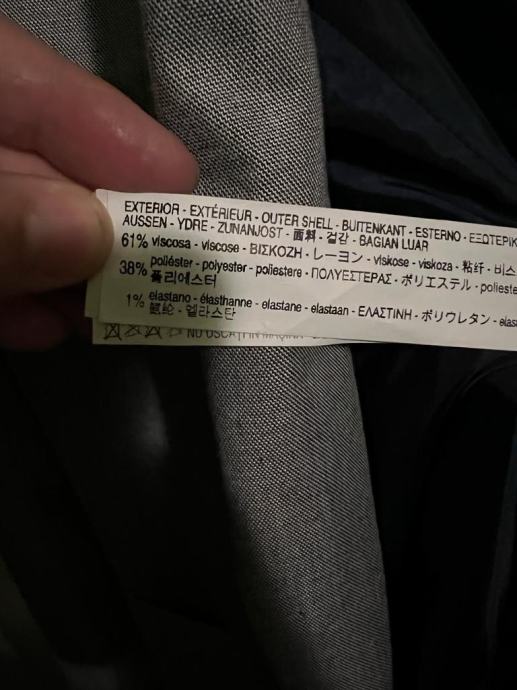 EXTERIOR - EXTÉRIEUR - OUTER SHELL - BUITENKANT - ESTERNO - ΕΞΩΤΕΡΙΚ
AUSSEN - YDRE - ZUNANJOST - 面料 - 겉감 - BAGIAN LUAR
61% viscosa - viscose - ΒΙΣΚΟΖΗ - レーヨン - viskose - viskoza - 粘纤 - 비스
38% poliéster - polyester - poliestere - ΠΟΛΥΕΣΤΕΡΑΣ - ポリエステル - polieste
폴리에스터
1% elastano - élasthanne - elastane - elastaan - ΕΛΑΣΤΙΝΗ - ポリウレタン - elas
氨纶 - 엘라스탄